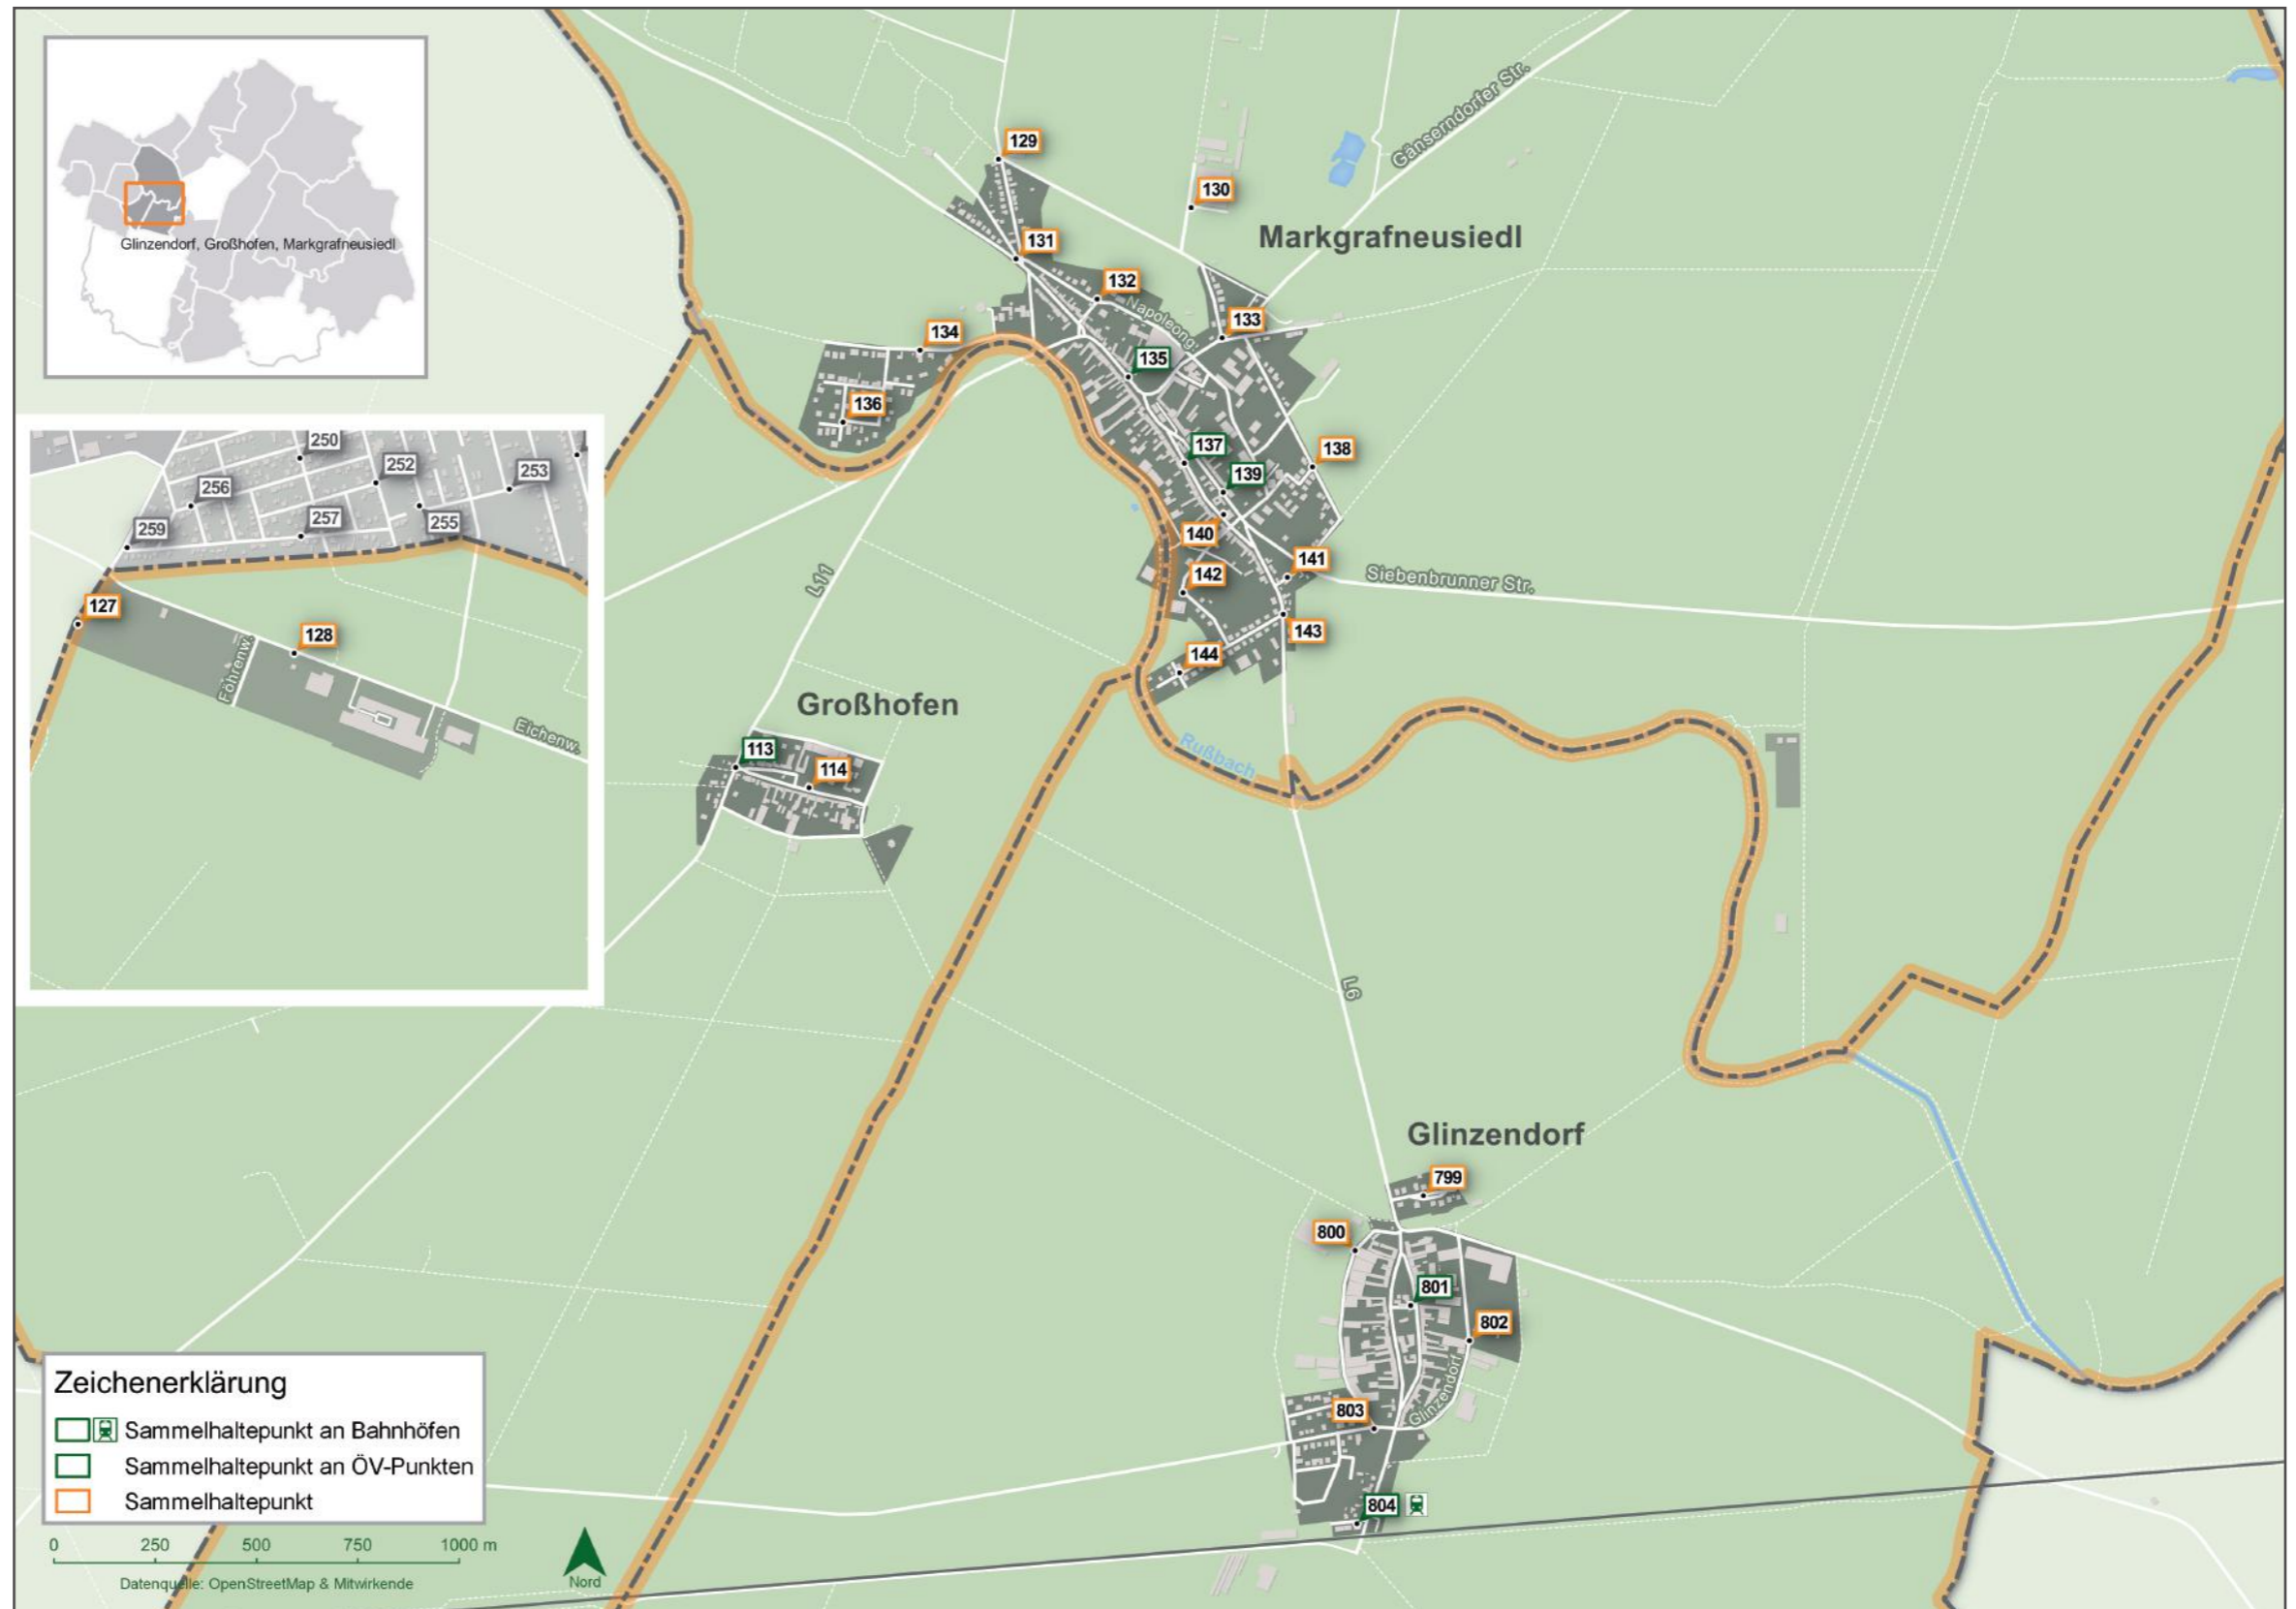 Glinzendorf, Großhofen, Markgrafneusiedl
129
130
Gänserndorfer Str.
Markgrafneusiedl
131
132
Napoleong.
133
134
135
136
137
138
139
140
141
142
Siebenbrunner Str.
143
144
L11
250
252
253
256
257
255
259
127
128
Föhrenw.
Eichenw.
Großhofen
113
114
Rußbach
L6
Glinzendorf
799
800
801
802
Glinzendorf
803
804
Zeichenerklärung
Sammelhaltepunkt an Bahnhöfen
Sammelhaltepunkt an ÖV-Punkten
Sammelhaltepunkt
0 250 500 750 1000 m
Datenquelle: OpenStreetMap & Mitwirkende
Nord